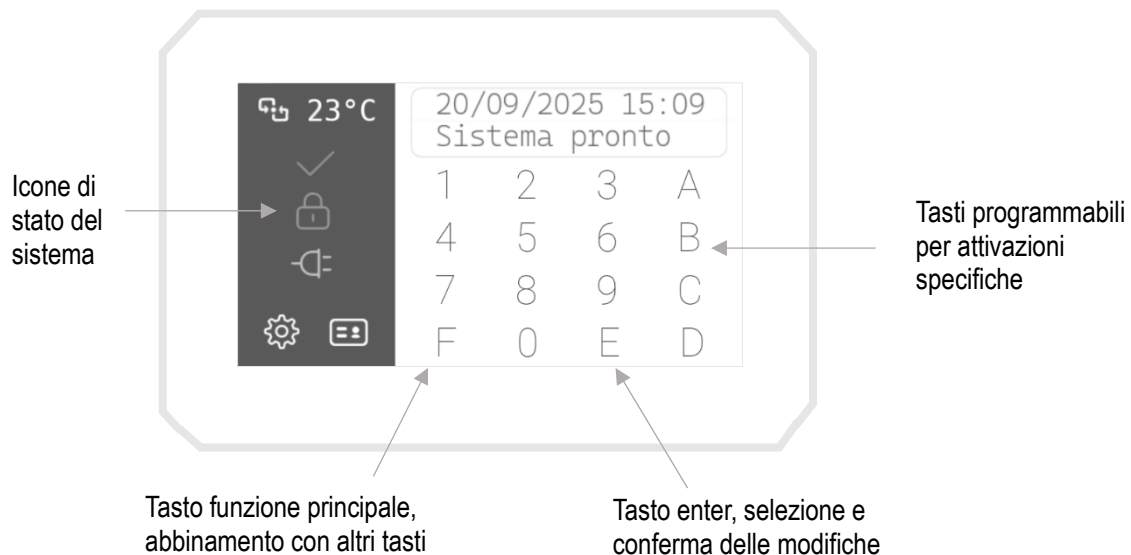 23°C
20/09/2025 15:09
Sistema pronto
1 2 3 A
4 5 6 B
7 8 9 C
F 0 E D
Icone di
stato del
sistema
Tasti programmabili
per attivazioni
specifiche
Tasto funzione principale,
abbinamento con altri tasti
Tasto enter, selezione e
conferma delle modifiche